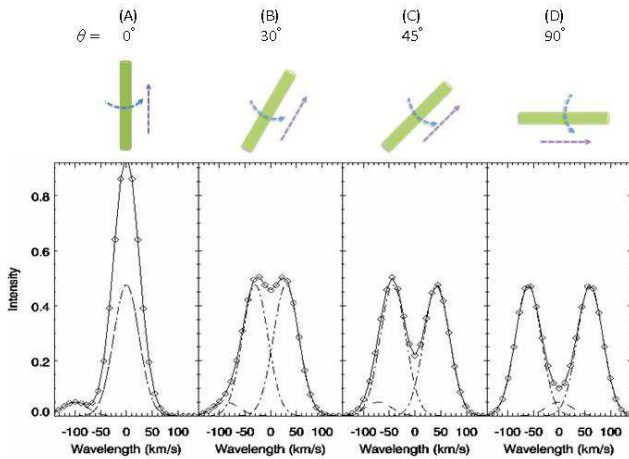 (A) (B) (C) (D)
θ = 0° 30° 45° 90°
0.8
0.6
0.4
0.2
0.0
Intensity
-100 -50 0 50 100 -100 -50 0 50 100 -100 -50 0 50 100 -100 -50 0 50 100
Wavelength (km/s) Wavelength (km/s) Wavelength (km/s) Wavelength (km/s)